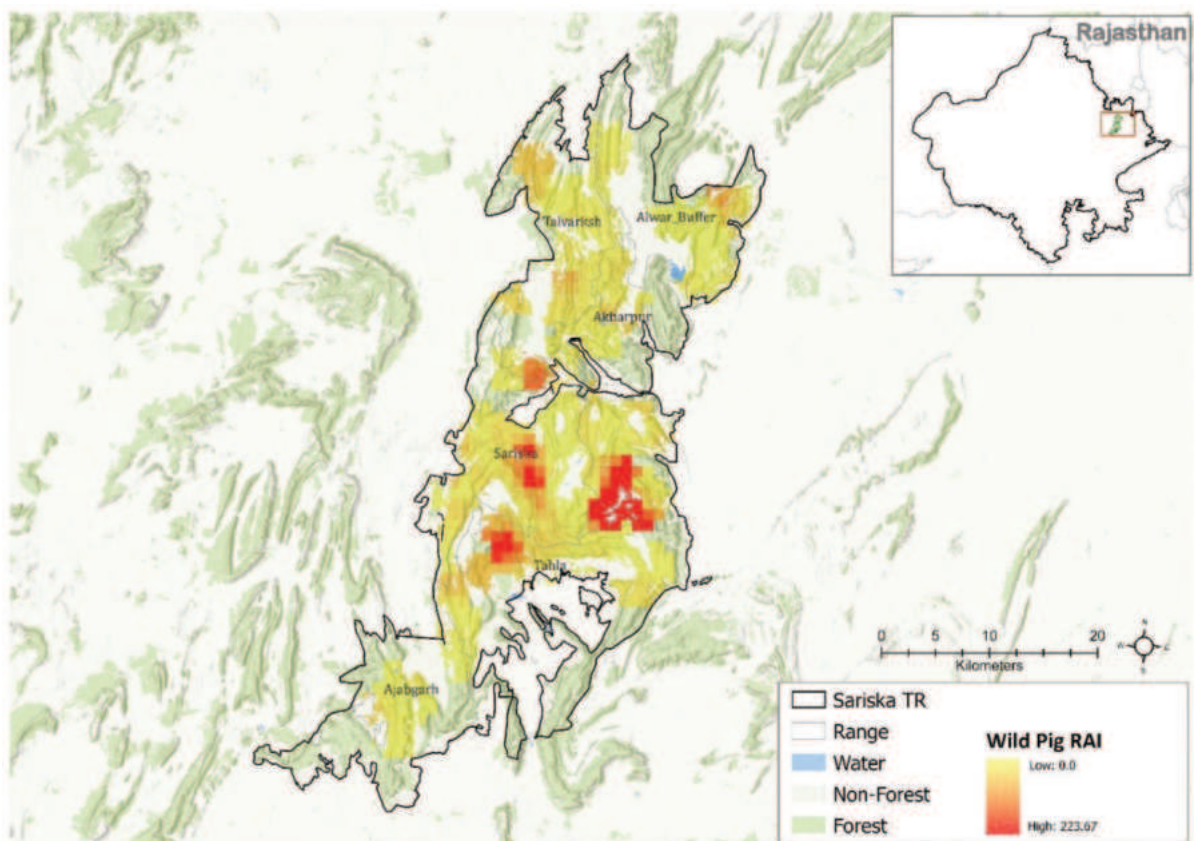 Rajasthan
Talvarksh
Alwar_Buffer
Akbarpur
Sariska
Tahla
Ajabgarh
0 5 10 20
Kilometers
N
W E
S
Sariska TR
Range
Water
Non-Forest
Forest
Wild Pig RAI
Low: 0.0
High: 223.67